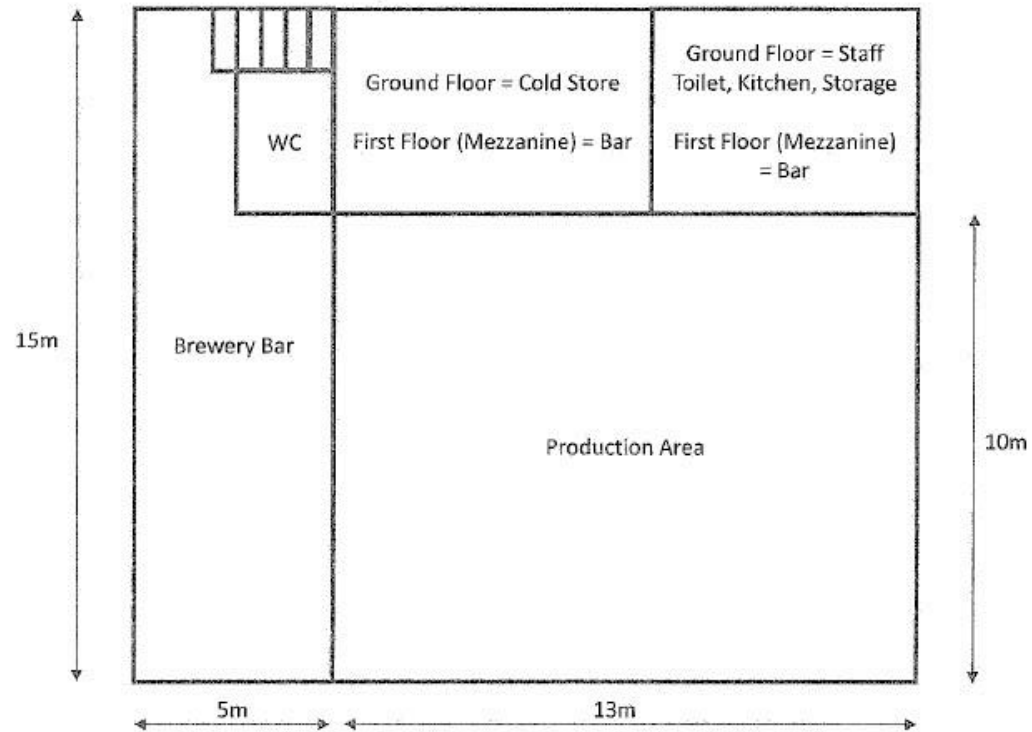 Ground Floor = Cold Store
First Floor (Mezzanine) = Bar
Ground Floor = Staff
Toilet, Kitchen, Storage
First Floor (Mezzanine)
= Bar
WC
15m
Brewery Bar
Production Area
10m
5m
13m